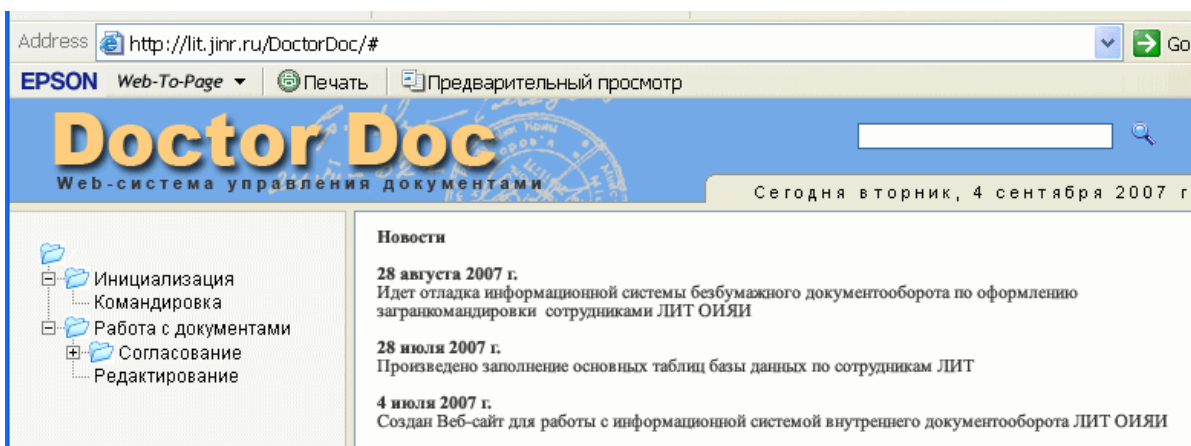 Address http://lit.jinr.ru/DoctorDoc/# Go
EPSON Web-To-Page Печать Предварительный просмотр
Doctor Doc
Web-система управления документами
Сегодня вторник, 4 сентября 2007 г
Инициализация
Командировка
Работа с документами
Согласование
Редактирование
Новости
28 августа 2007 г.
Идет отладка информационной системы безбумажного документооборота по оформлению
загранкомандировки сотрудниками ЛИТ ОИЯИ
28 июля 2007 г.
Произведено заполнение основных таблиц базы данных по сотрудникам ЛИТ
4 июля 2007 г.
Создан Веб-сайт для работы с информационной системой внутреннего документооборота ЛИТ ОИЯИ